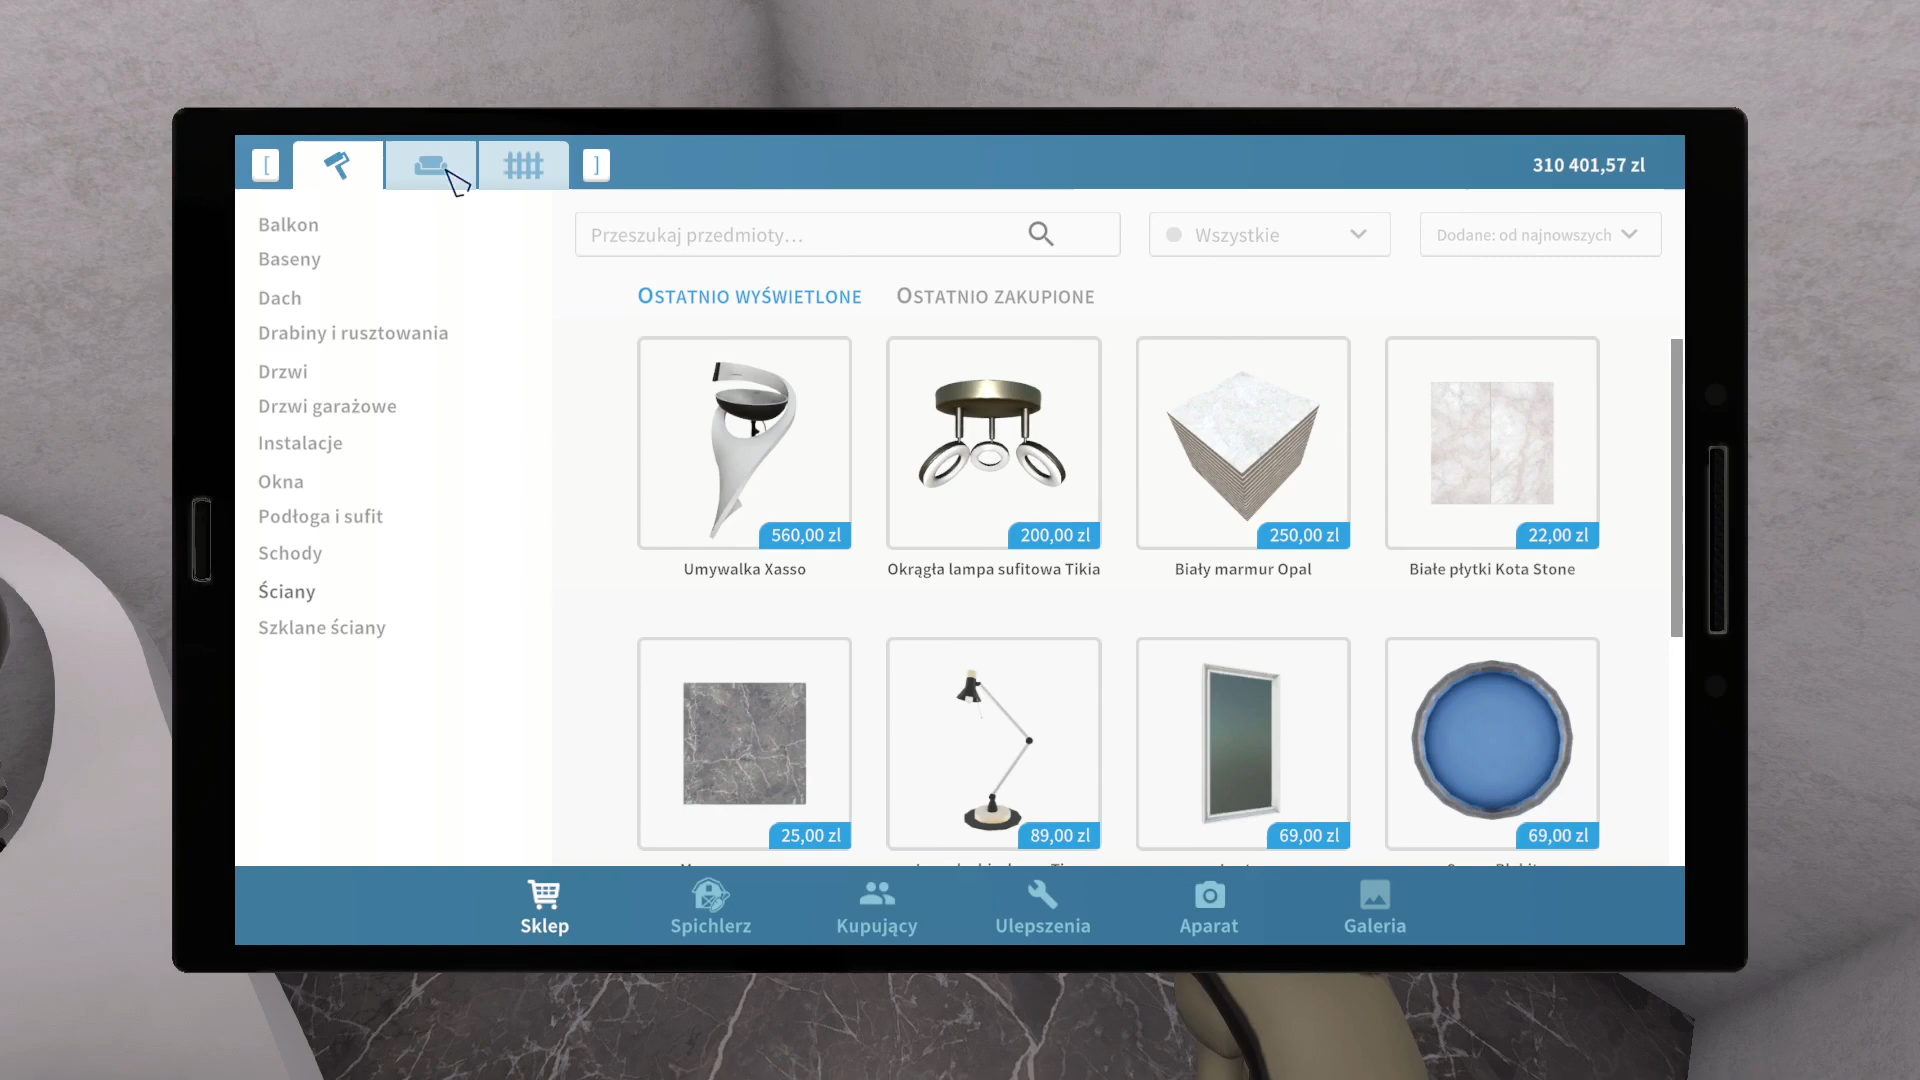 [
]
310 401,57 zl
Balkon
Baseny
Dach
Drabiny i rusztowania
Drzwi
Drzwi garażowe
Instalacje
Okna
Podłoga i sufit
Schody
Ściany
Szklane ściany
Przeszukaj przedmioty…
Wszystkie
Dodane: od najnowszych
OSTATNIO WYŚWIETLONE
OSTATNIO ZAKUPIONE
560,00 zl
200,00 zl
250,00 zl
22,00 zl
Umywalka Xasso
Okrągła lampa sufitowa Tikia
Biały marmur Opal
Białe płytki Kota Stone
25,00 zl
89,00 zl
69,00 zl
69,00 zl
Sklep
Spichlerz
Kupujący
Ulepszenia
Aparat
Galeria